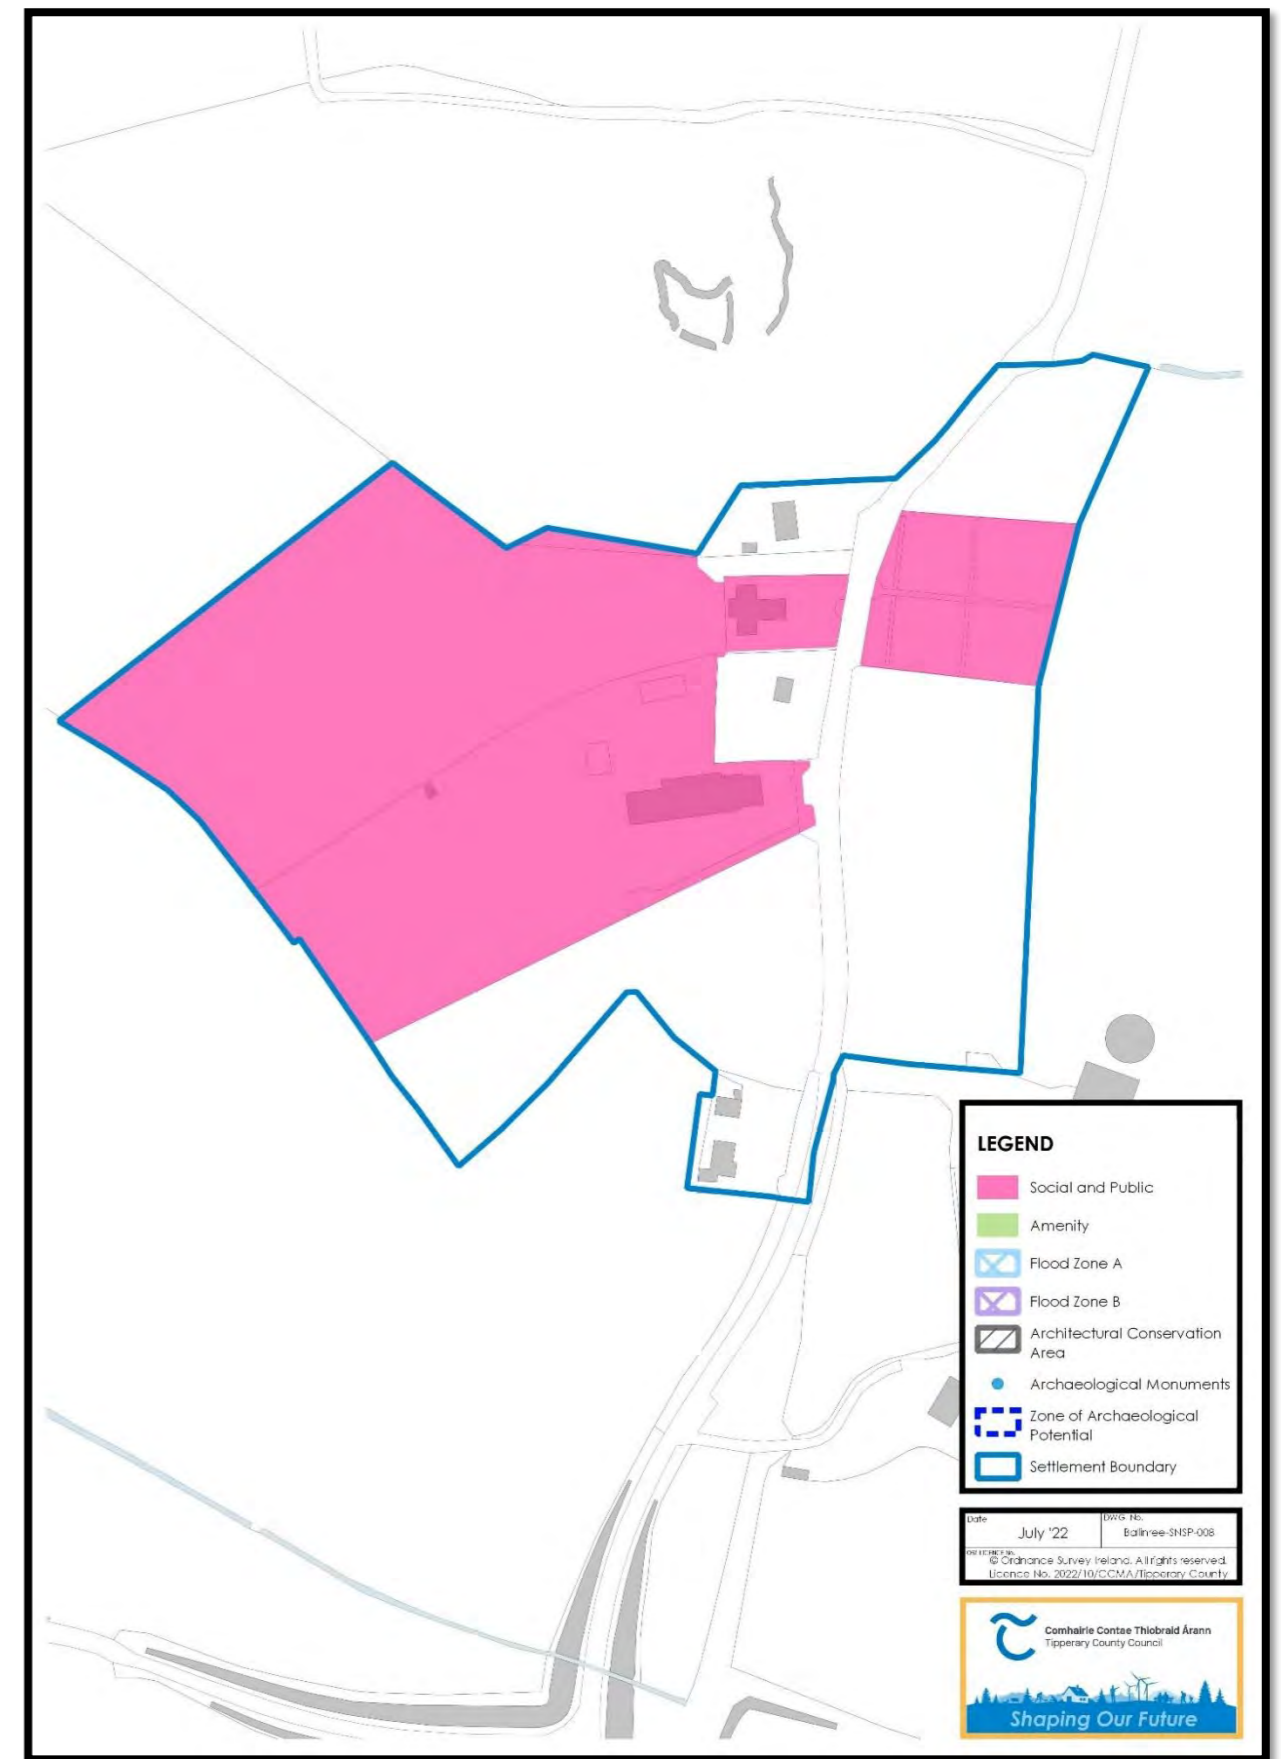 LEGEND
Social and Public
Amenity
Flood Zone A
Flood Zone B
Architectural Conservation
Area
Archaeological Monuments
Zone of Archaeological
Potential
Settlement Boundary
Date
July '22
DWG No.
Ballinree-SNSP-008
© Ordnance Survey Ireland. All rights reserved.
Licence No. 2022/10/CCMA/Tipperary County
Comhairle Contae Thiobraid Árann
Tipperary County Council
Shaping Our Future